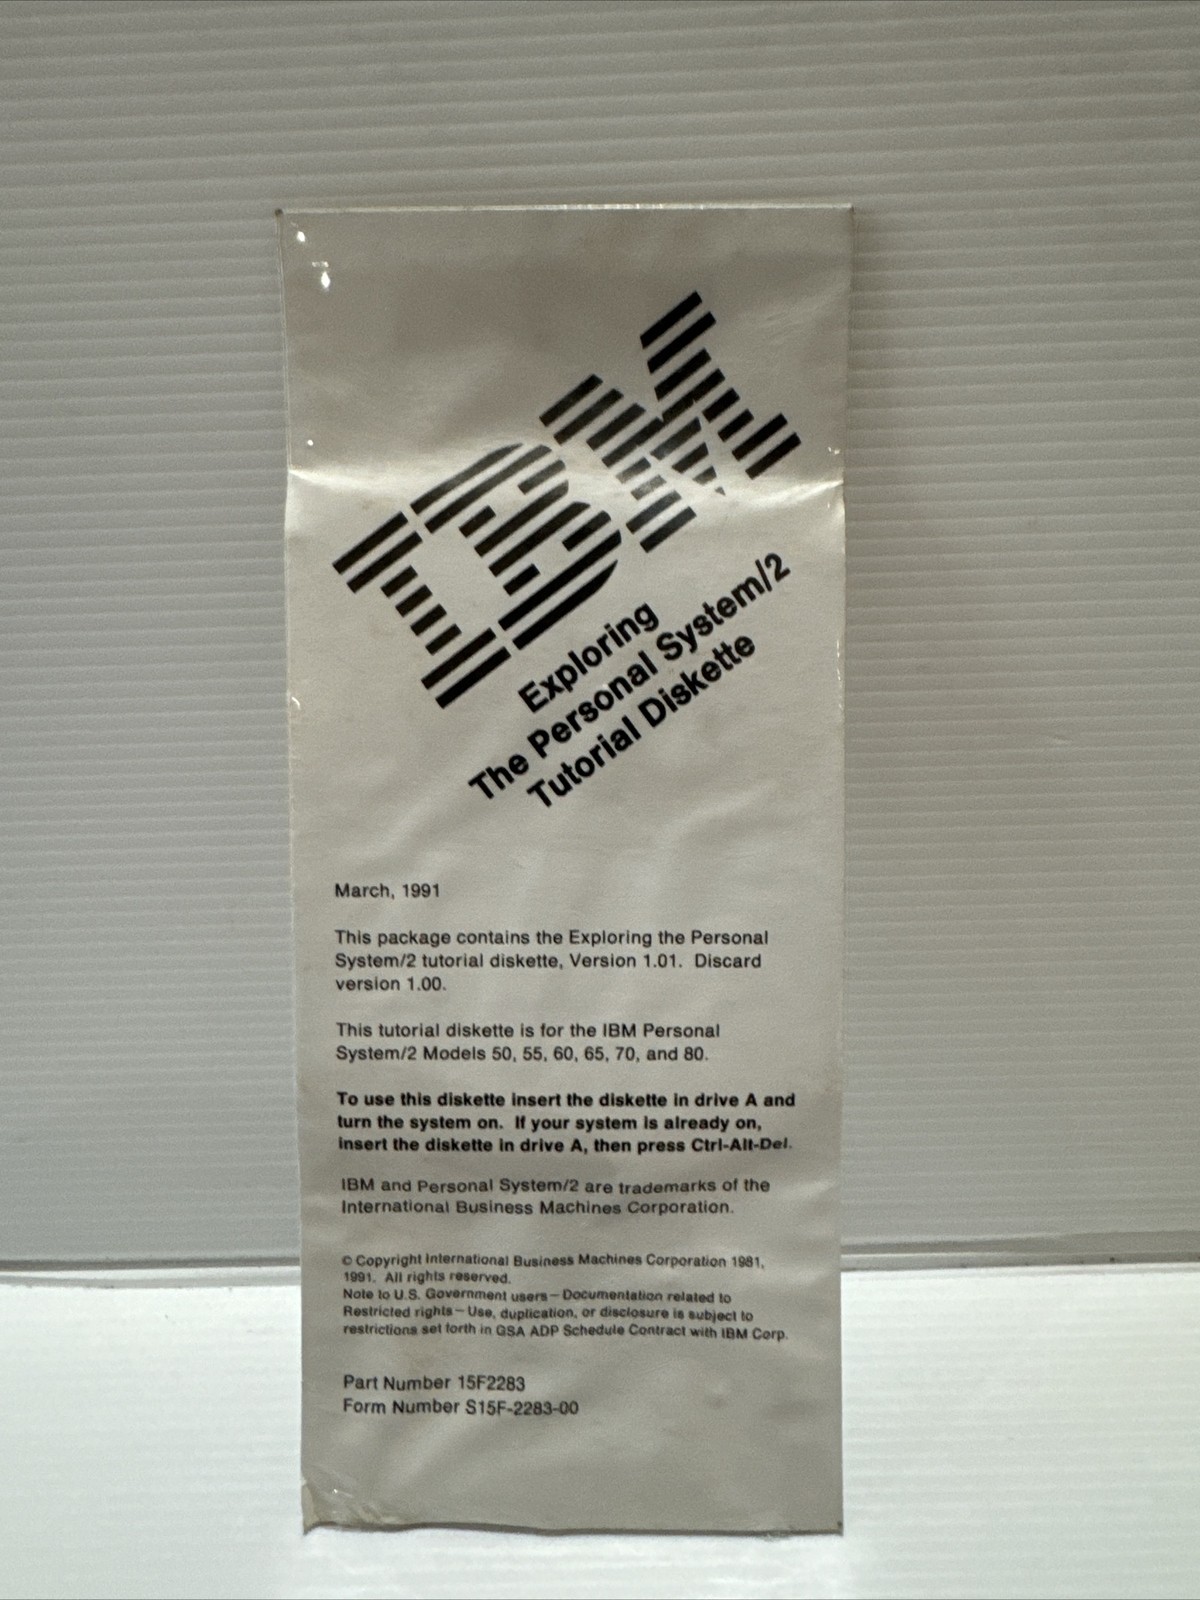 IBM
Exploring
The Personal System/2
Tutorial Diskette
March, 1991
This package contains the Exploring the Personal
System/2 tutorial diskette, Version 1.01.  Discard
version 1.00.
This tutorial diskette is for the IBM Personal
System/2 Models 50, 55, 60, 65, 70, and 80.
To use this diskette insert the diskette in drive A and
turn the system on.  If your system is already on,
insert the diskette in drive A, then press Ctrl-Alt-Del.
IBM and Personal System/2 are trademarks of the
International Business Machines Corporation.
© Copyright International Business Machines Corporation 1981,
1991.  All rights reserved.
Note to U.S. Government users—Documentation related to
Restricted rights—Use, duplication, or disclosure is subject to
restrictions set forth in GSA ADP Schedule Contract with IBM Corp.
Part Number 15F2283
Form Number S15F-2283-00